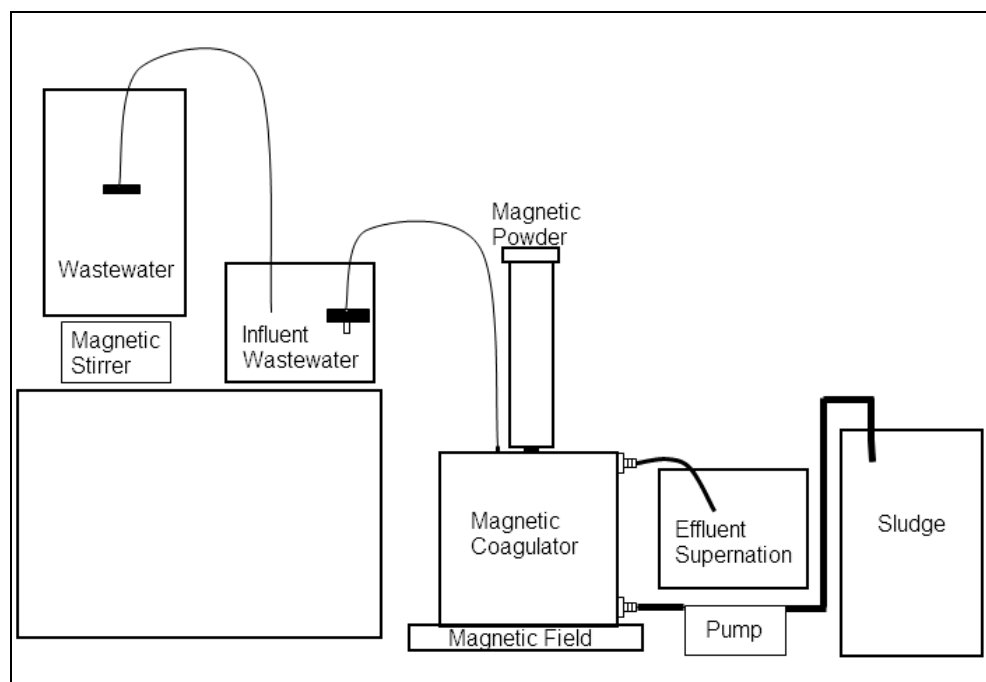 Wastewater
Magnetic
Stirrer
Influent
Wastewater
Magnetic
Powder
Magnetic
Coagulator
Magnetic Field
Effluent
Supernation
Pump
Sludge